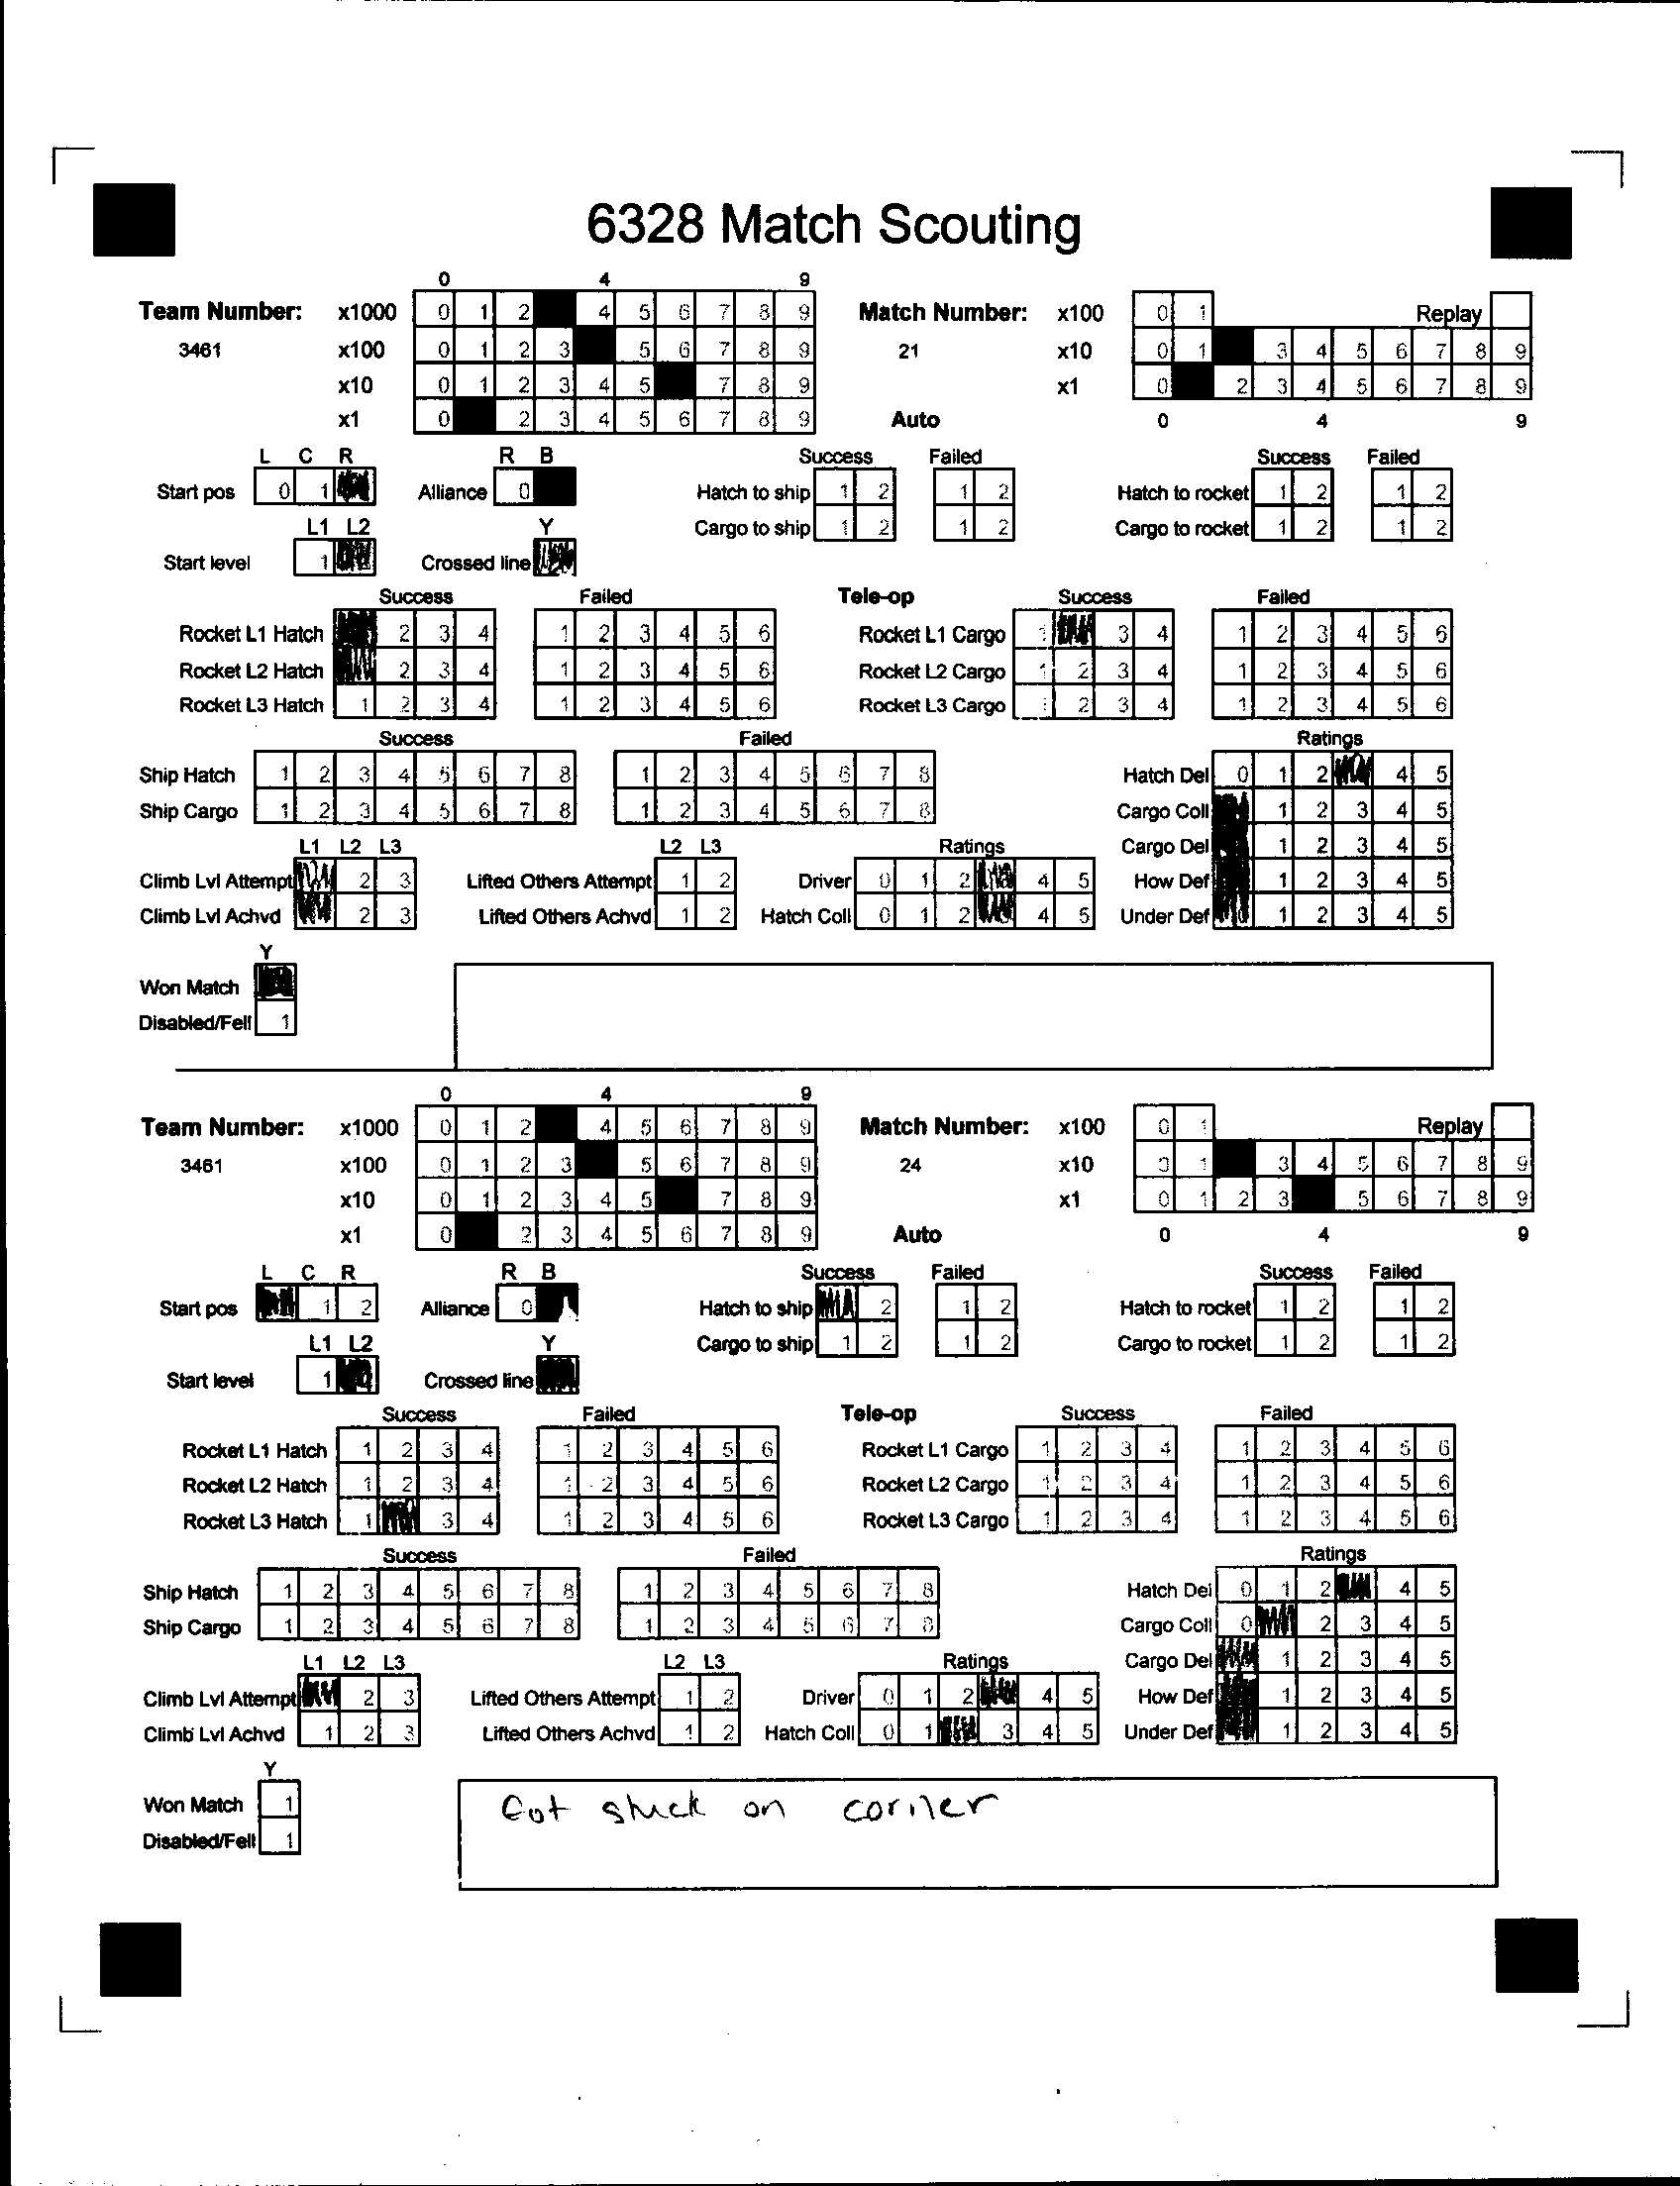 6328 Match Scouting
0 4 9
Team Number: x1000 0 1 2 4 5 6 7 8 9 Match Number: x100 0 1 Replay
3461 x100 0 1 2 3 5 6 7 8 9 21 x10 0 1 3 4 5 6 7 8 9
x10 0 1 2 3 4 5 7 8 9 x1 0 2 3 4 5 6 7 8 9
x1 0 2 3 4 5 6 7 8 9 Auto 0 4 9
L C R R B Success Failed Success Failed
Start pos 0 1 Alliance 0 Hatch to ship 1 2 1 2 Hatch to rocket 1 2 1 2
L1 L2 Y Cargo to ship 1 2 1 2 Cargo to rocket 1 2 1 2
Start level 1 Crossed line
Success Failed Tele-op Success Failed
Rocket L1 Hatch 2 3 4 1 2 3 4 5 6 Rocket L1 Cargo 1 3 4 1 2 3 4 5 6
Rocket L2 Hatch 2 3 4 1 2 3 4 5 6 Rocket L2 Cargo 1 2 3 4 1 2 3 4 5 6
Rocket L3 Hatch 1 2 3 4 1 2 3 4 5 6 Rocket L3 Cargo 1 2 3 4 1 2 3 4 5 6
Success Failed Ratings
Ship Hatch 1 2 3 4 5 6 7 8 1 2 3 4 5 6 7 8 Hatch Del 0 1 2 4 5
Ship Cargo 1 2 3 4 5 6 7 8 1 2 3 4 5 6 7 8 Cargo Coll 1 2 3 4 5
L1 L2 L3 L2 L3 Ratings Cargo Del 1 2 3 4 5
Climb Lvl Attempt 2 3 Lifted Others Attempt 1 2 Driver 0 1 2 4 5 How Def 1 2 3 4 5
Climb Lvl Achvd 2 3 Lifted Others Achvd 1 2 Hatch Coll 0 1 2 4 5 Under Def 1 2 3 4 5
Y
Won Match
Disabled/Fell 1
0 4 9
Team Number: x1000 0 1 2 4 5 6 7 8 9 Match Number: x100 0 1 Replay
3461 x100 0 1 2 3 5 6 7 8 9 24 x10 0 1 3 4 5 6 7 8 9
x10 0 1 2 3 4 5 7 8 9 x1 0 1 2 3 5 6 7 8 9
x1 0 2 3 4 5 6 7 8 9 Auto 0 4 9
L C R R B Success Failed Success Failed
Start pos 1 2 Alliance 0 Hatch to ship 2 1 2 Hatch to rocket 1 2 1 2
L1 L2 Y Cargo to ship 1 2 1 2 Cargo to rocket 1 2 1 2
Start level 1 Crossed line
Success Failed Tele-op Success Failed
Rocket L1 Hatch 1 2 3 4 1 2 3 4 5 6 Rocket L1 Cargo 1 2 3 4 1 2 3 4 5 6
Rocket L2 Hatch 1 2 3 4 1 2 3 4 5 6 Rocket L2 Cargo 1 2 3 4 1 2 3 4 5 6
Rocket L3 Hatch 1 3 4 1 2 3 4 5 6 Rocket L3 Cargo 1 2 3 4 1 2 3 4 5 6
Success Failed Ratings
Ship Hatch 1 2 3 4 5 6 7 8 1 2 3 4 5 6 7 8 Hatch Del 0 1 2 4 5
Ship Cargo 1 2 3 4 5 6 7 8 1 2 3 4 5 6 7 8 Cargo Coll 0 2 3 4 5
L1 L2 L3 L2 L3 Ratings Cargo Del 1 2 3 4 5
Climb Lvl Attempt 2 3 Lifted Others Attempt 1 2 Driver 0 1 2 4 5 How Def 1 2 3 4 5
Climb Lvl Achvd 1 2 3 Lifted Others Achvd 1 2 Hatch Coll 0 1 3 4 5 Under Def 1 2 3 4 5
Y
Won Match 1
Disabled/Fell 1
Got stuck on corner